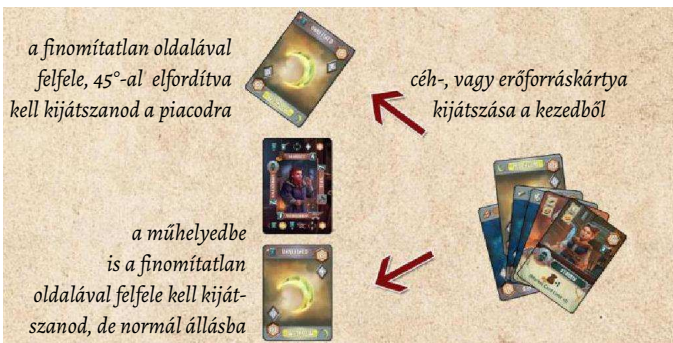 a finomítatlan oldalával
felfele, 45°-al elfordítva
kell kijátszanod a piacodra
céh-, vagy erőforráskártya
kijátszása a kezedből
a műhelyedbe
is a finomítatlan
oldalával felfele kell kiját-
szanod, de normál állásba